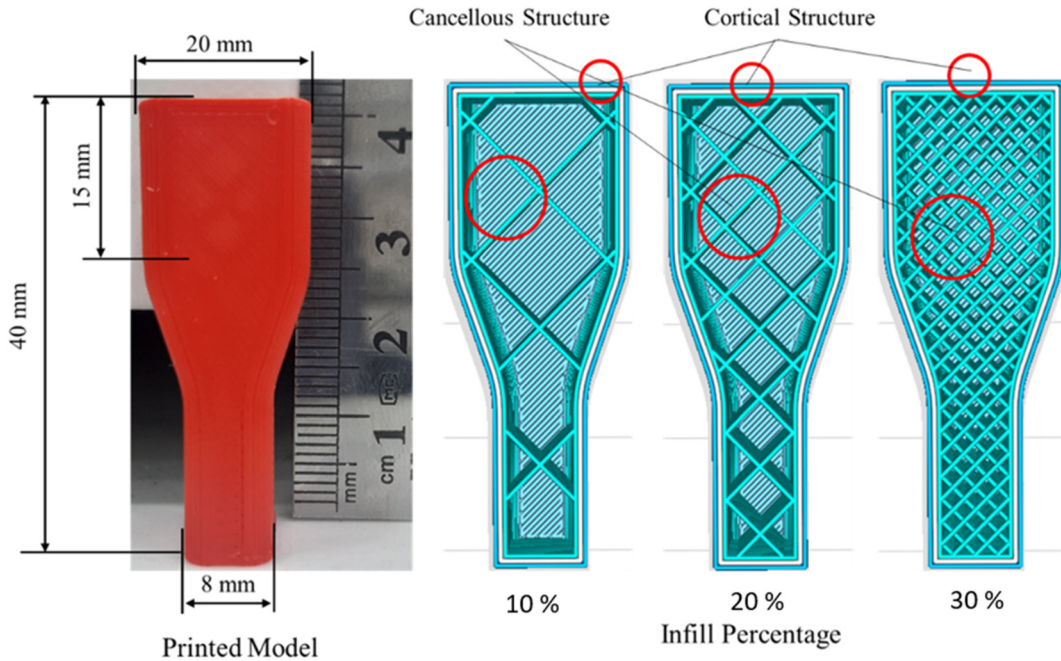 Cancellous Structure
Cortical Structure
20 mm
15 mm
40 mm
4
3
2
MC
1
cm
mm
8 mm
10 %
20 %
30 %
Printed Model
Infill Percentage